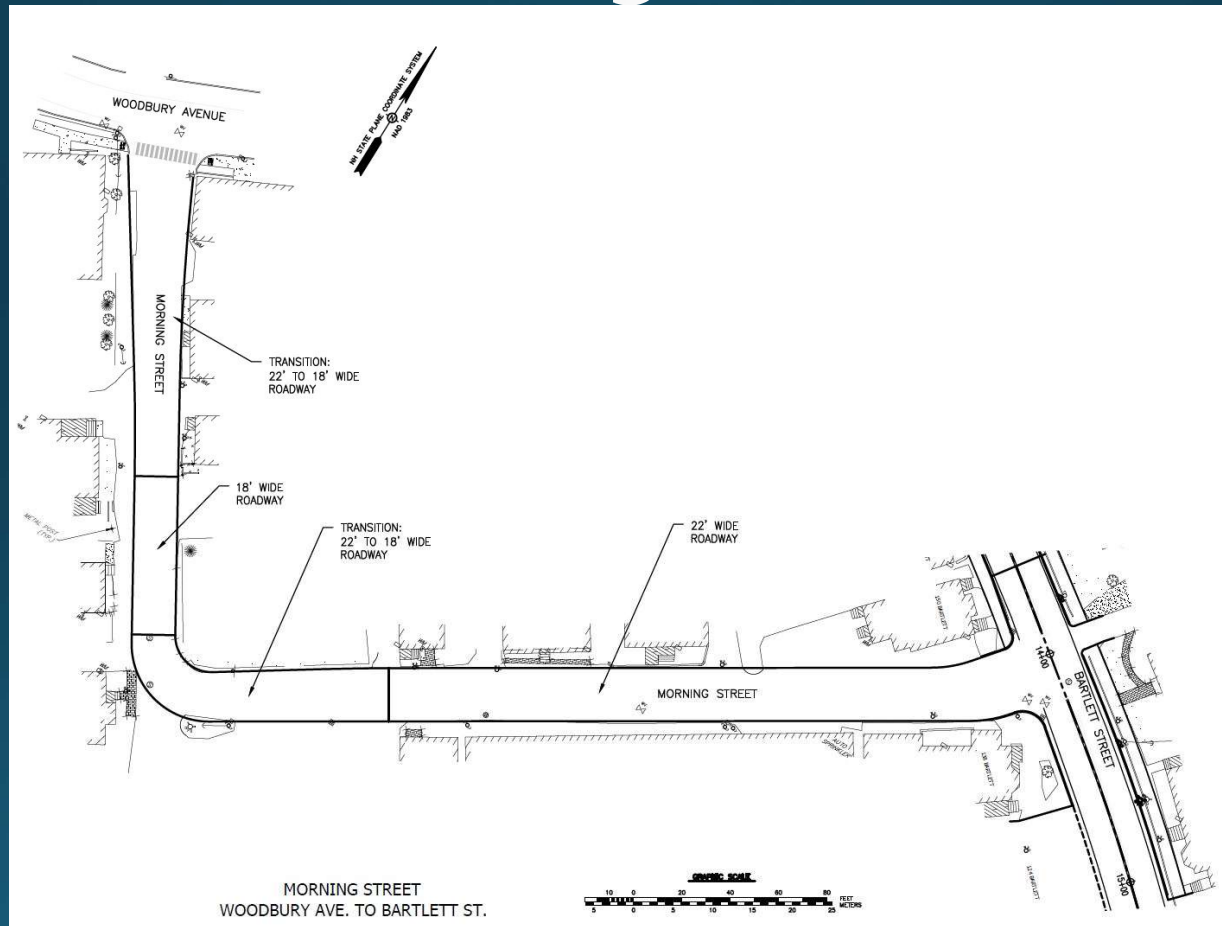 WOODBURY AVENUE
NH STATE PLANE COORDINATE SYSTEM
NAD 1983
MORNING STREET
TRANSITION:
22' TO 18' WIDE
ROADWAY
18' WIDE
ROADWAY
METAL POST
(TYP.)
TRANSITION:
22' TO 18' WIDE
ROADWAY
22' WIDE
ROADWAY
MORNING STREET
14+00
BARTLETT STREET
AUTO
SPRINKLER
15+00
MORNING STREET
WOODBURY AVE. TO BARTLETT ST.
GRAPHIC SCALE
10 0 20 40 60 80 FEET
5 0 5 10 15 20 25 METERS